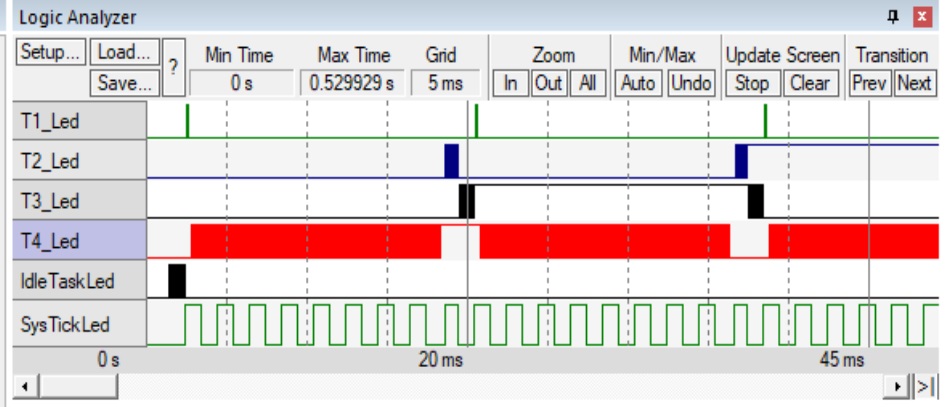 Logic Analyzer
Setup... Load... ? Min Time Max Time Grid Zoom Min/Max Update Screen Transition
Save... 0 s 0.529929 s 5 ms In Out All Auto Undo Stop Clear Prev Next
T1_Led
T2_Led
T3_Led
T4_Led
IdleTaskLed
SysTickLed
0 s 20 ms 45 ms